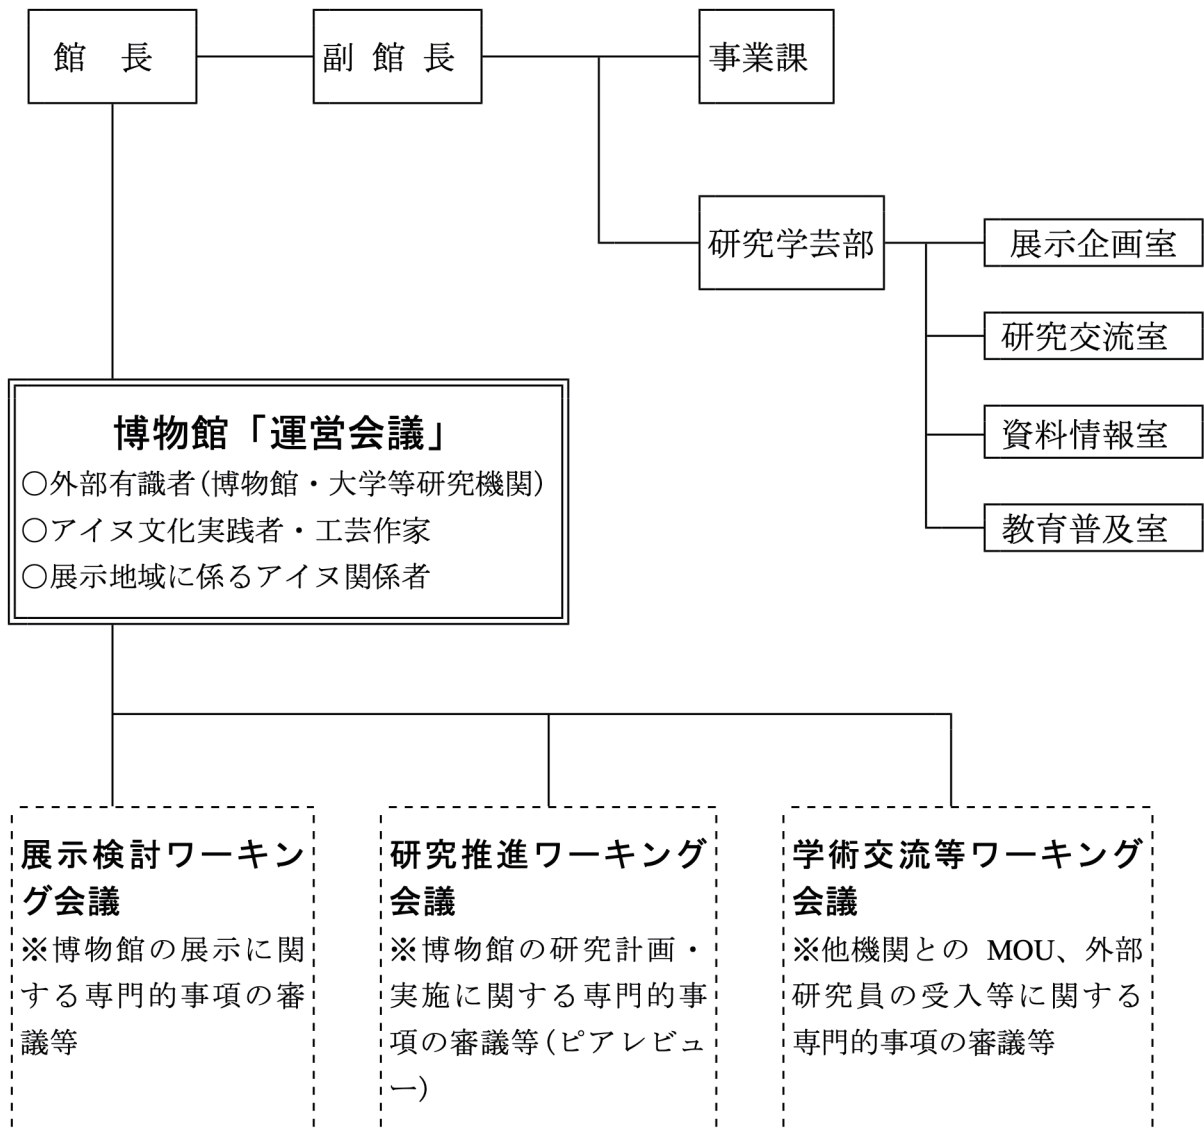 館　長
副 館 長
事業課
研究学芸部
展示企画室
研究交流室
資料情報室
教育普及室
博物館「運営会議」
○外部有識者(博物館・大学等研究機関)
○アイヌ文化実践者・工芸作家
○展示地域に係るアイヌ関係者
展示検討ワーキン
グ会議
※博物館の展示に関
する専門的事項の審
議等
研究推進ワーキング
会議
※博物館の研究計画・
実施に関する専門的事
項の審議等(ピアレビュ
ー)
学術交流等ワーキング
会議
※他機関との MOU、外部
研究員の受入等に関する
専門的事項の審議等